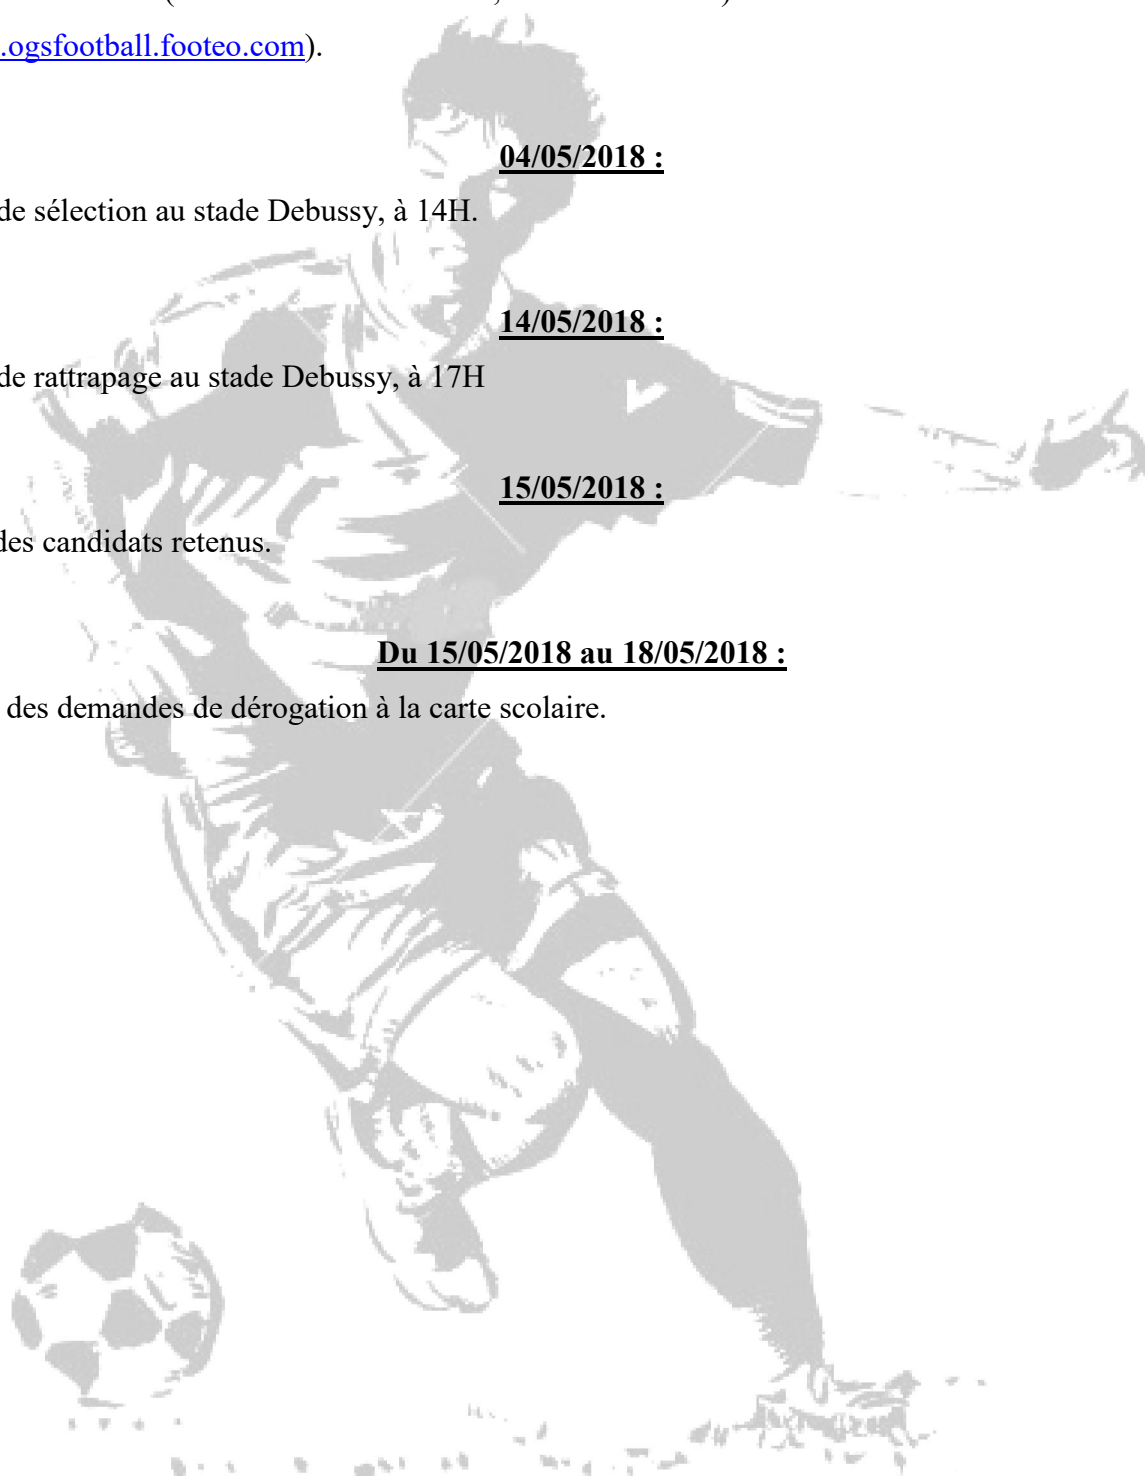 .ogsfootball.footeo.com).
04/05/2018 :
de sélection au stade Debussy, à 14H.
14/05/2018 :
de rattrapage au stade Debussy, à 17H
15/05/2018 :
des candidats retenus.
Du 15/05/2018 au 18/05/2018 :
des demandes de dérogation à la carte scolaire.